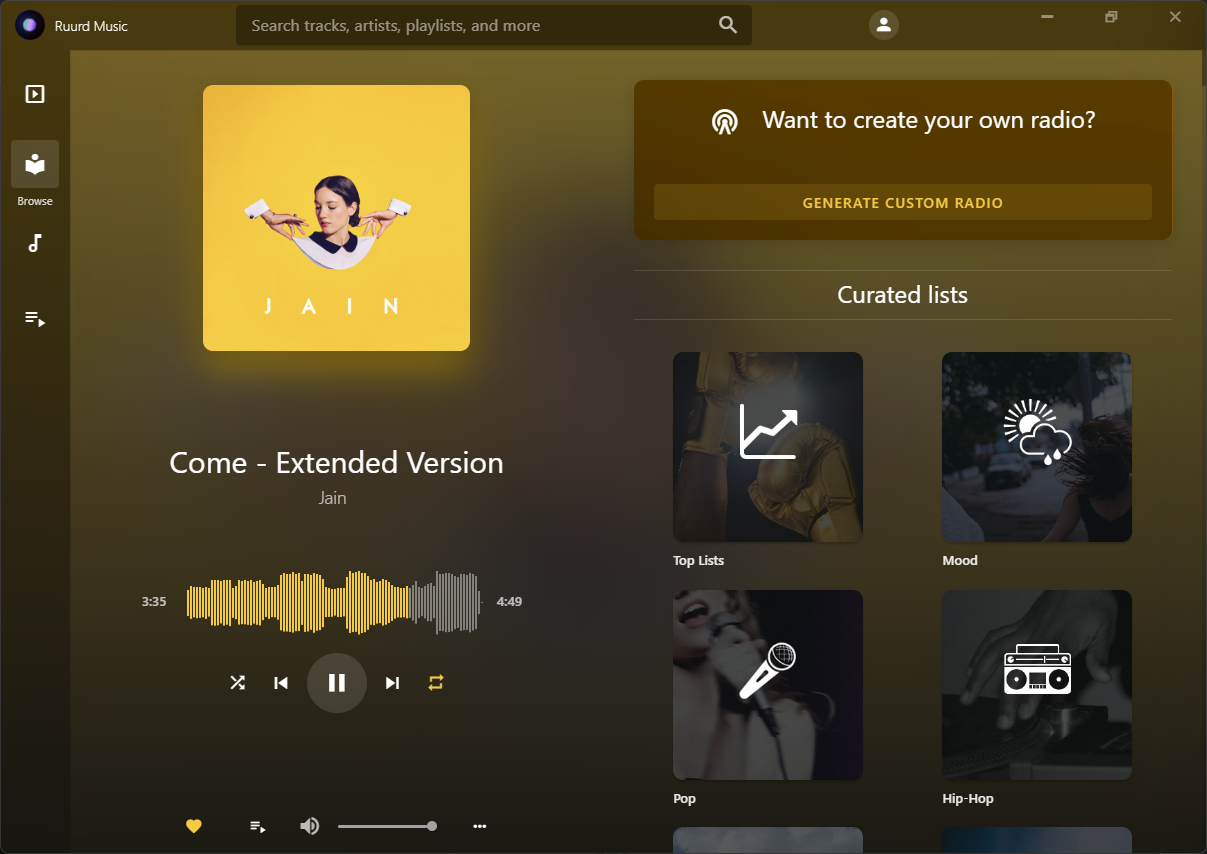 Ruurd Music
Search tracks, artists, playlists, and more
Browse
JAIN
Come - Extended Version
Jain
3:35
4:49
Want to create your own radio?
GENERATE CUSTOM RADIO
Curated lists
Top Lists
Mood
Pop
Hip-Hop